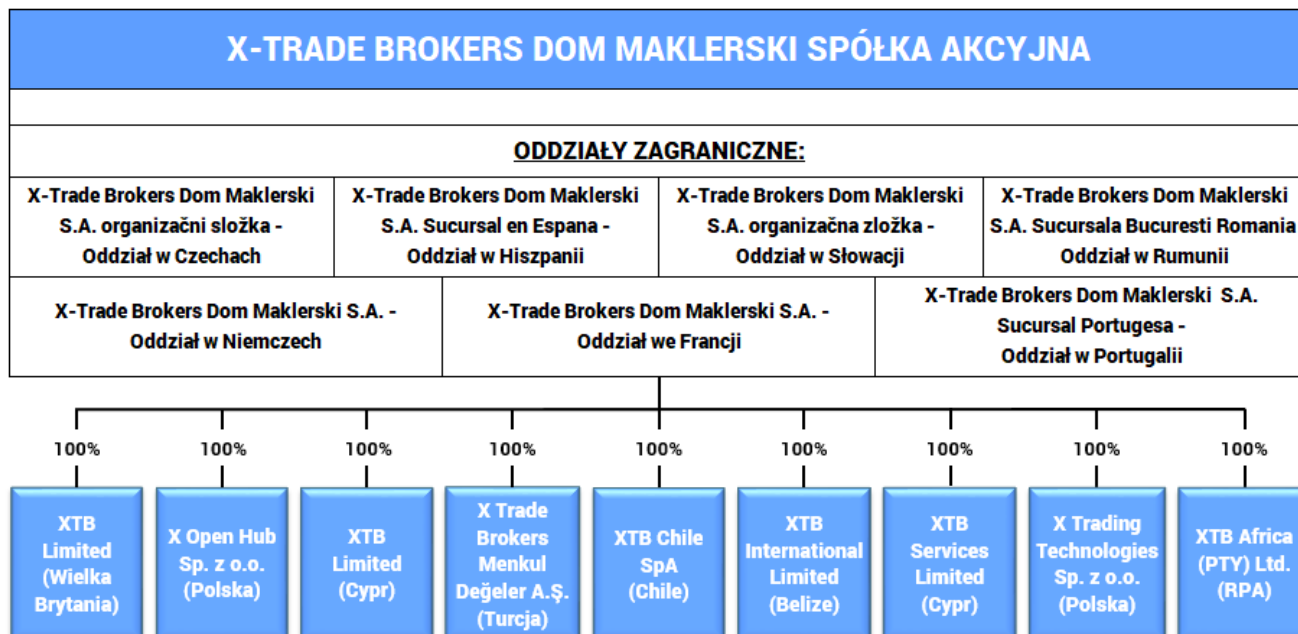 X-TRADE BROKERS DOM MAKLERSKI SPÓŁKA AKCYJNA
ODDZIAŁY ZAGRANICZNE:
X-Trade Brokers Dom Maklerski
S.A. organizačni složka -
Oddział w Czechach
X-Trade Brokers Dom Maklerski
S.A. Sucursal en Espana -
Oddział w Hiszpanii
X-Trade Brokers Dom Maklerski
S.A. organizačna zložka -
Oddział w Słowacji
X-Trade Brokers Dom Maklerski
S.A. Sucursala Bucuresti Romania
Oddział w Rumunii
X-Trade Brokers Dom Maklerski S.A. -
Oddział w Niemczech
X-Trade Brokers Dom Maklerski S.A. -
Oddział we Francji
X-Trade Brokers Dom Maklerski S.A.
Sucursal Portugesa -
Oddział w Portugalii
100%
100%
100%
100%
100%
100%
100%
100%
100%
XTB
Limited
(Wielka
Brytania)
X Open Hub
Sp. z o.o.
(Polska)
XTB
Limited
(Cypr)
X Trade
Brokers
Menkul
Değeler A.Ş.
(Turcja)
XTB Chile
SpA
(Chile)
XTB
International
Limited
(Belize)
XTB
Services
Limited
(Cypr)
X Trading
Technologies
Sp. z o.o.
(Polska)
XTB Africa
(PTY) Ltd.
(RPA)